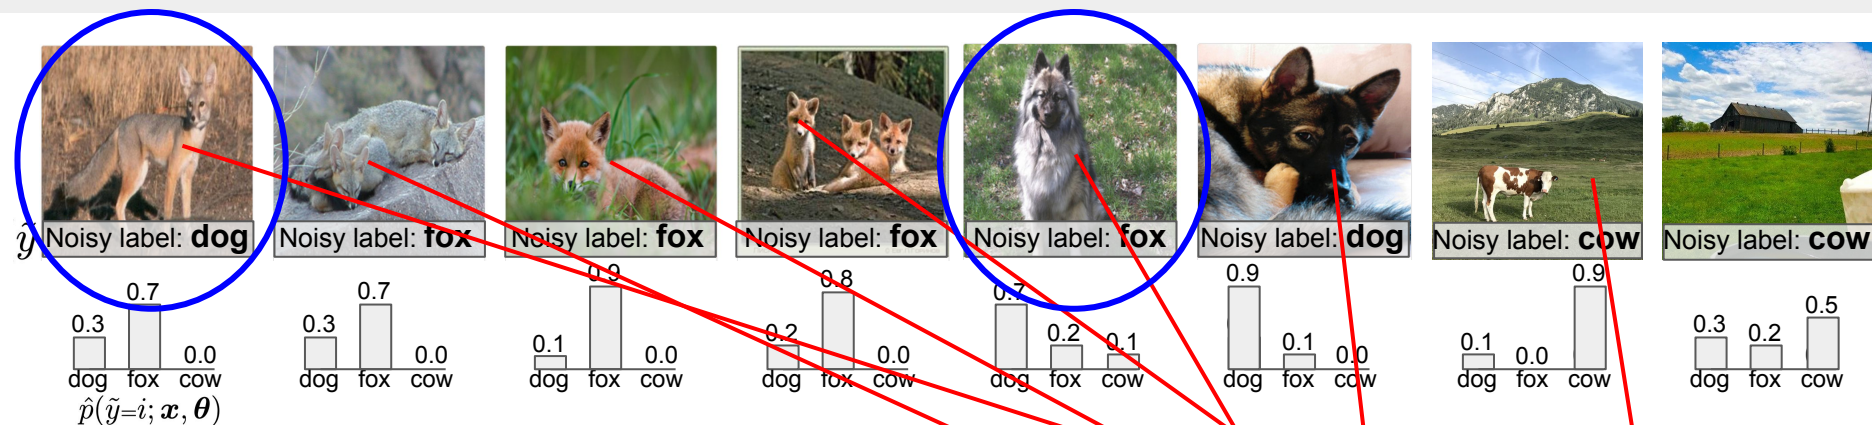 ỹ Noisy label: dog Noisy label: fox Noisy label: fox Noisy label: fox Noisy label: fox Noisy label: dog Noisy label: cow Noisy label: cow
0.3 0.7 0.0 0.3 0.7 0.0 0.1 0.9 0.0 0.2 0.8 0.0 0.7 0.2 0.1 0.9 0.1 0.0 0.1 0.0 0.9 0.3 0.2 0.5
dog fox cow dog fox cow dog fox cow dog fox cow dog fox cow dog fox cow dog fox cow dog fox cow
p̂(ỹ=i; x, θ)